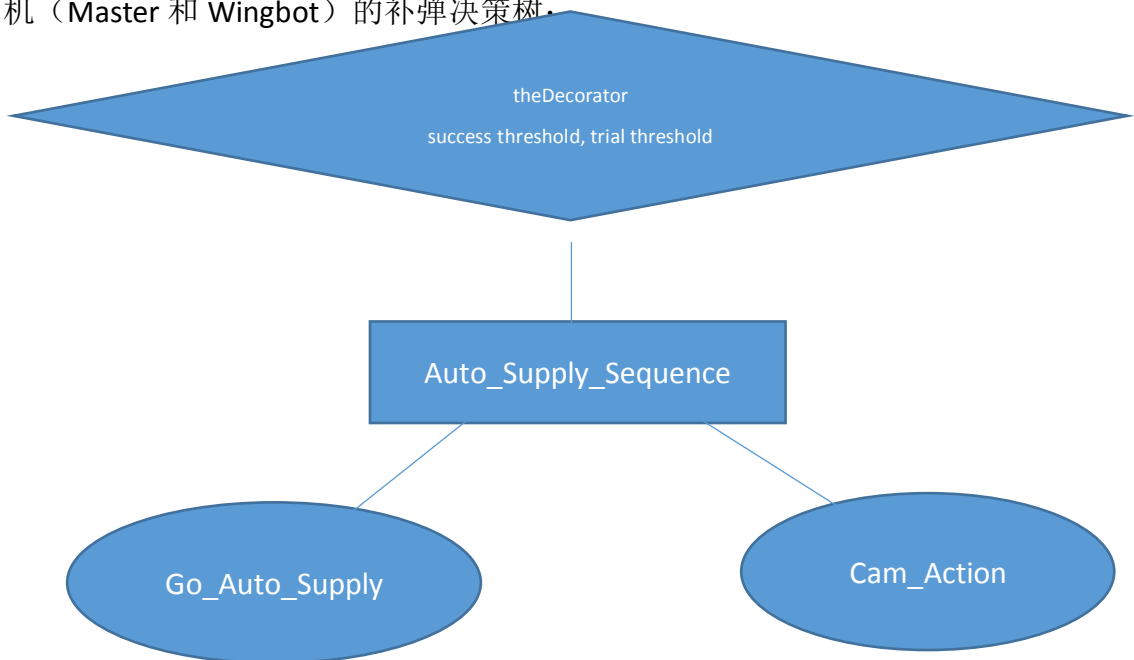 机（Master 和 Wingbot）的补弹决策树：
theDecorator
success threshold, trial threshold
Auto_Supply_Sequence
Go_Auto_Supply
Cam_Action